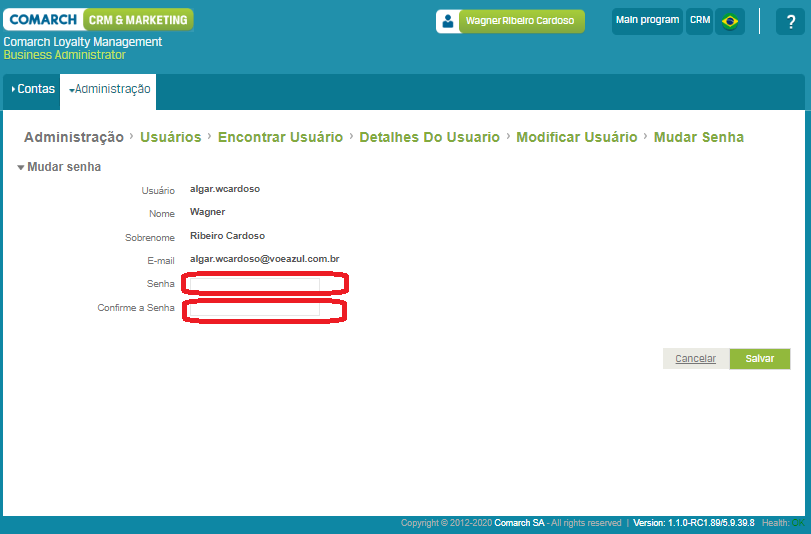 COMARCH CRM & MARKETING
Wagner Ribeiro Cardoso
Main program
CRM
?
Comarch Loyalty Management
Business Administrator
Contas
Administração
Administração › Usuários › Encontrar Usuário › Detalhes Do Usuario › Modificar Usuário › Mudar Senha
Mudar senha
Usuário algar.wcardoso
Nome Wagner
Sobrenome Ribeiro Cardoso
E-mail algar.wcardoso@voeazul.com.br
Senha
Confirme a Senha
Cancelar Salvar
Copyright © 2012-2020 Comarch SA - All rights reserved | Version: 1.1.0-RC1.89/5.9.39.8 Health: OK